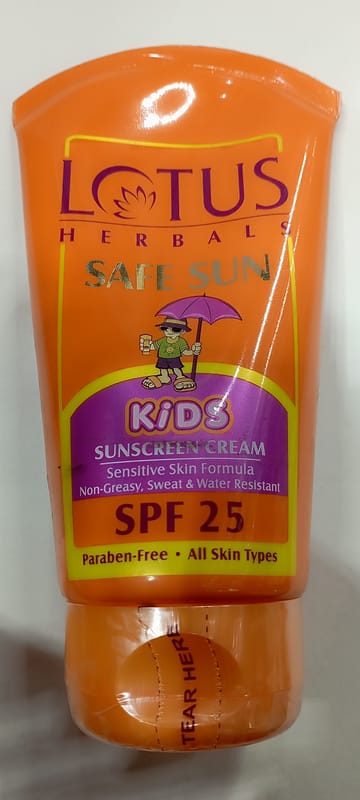 LOTUS
HERBALS
SAFE SUN
KiDS
SUNSCREEN CREAM
Sensitive Skin Formula
Non-Greasy, Sweat & Water Resistant
SPF 25
Paraben-Free • All Skin Types
TEAR HERE